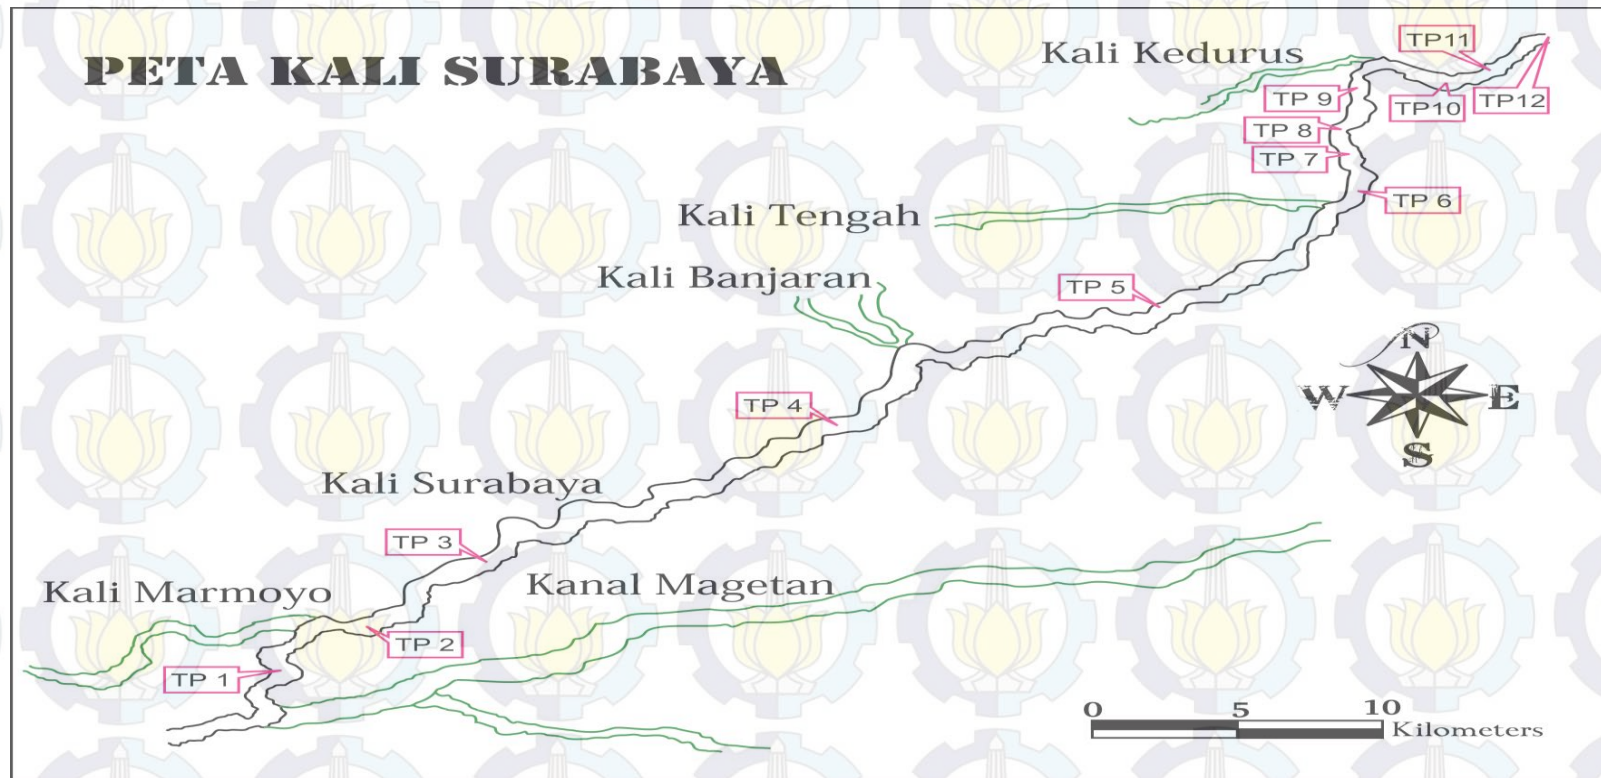 PETA KALI SURABAYA
Kali Kedurus
TP11
TP 9
TP10
TP12
TP 8
TP 7
TP 6
Kali Tengah
Kali Banjaran
TP 5
N
W
E
S
TP 4
Kali Surabaya
TP 3
Kali Marmoyo
Kanal Magetan
TP 2
TP 1
0 5 10
Kilometers